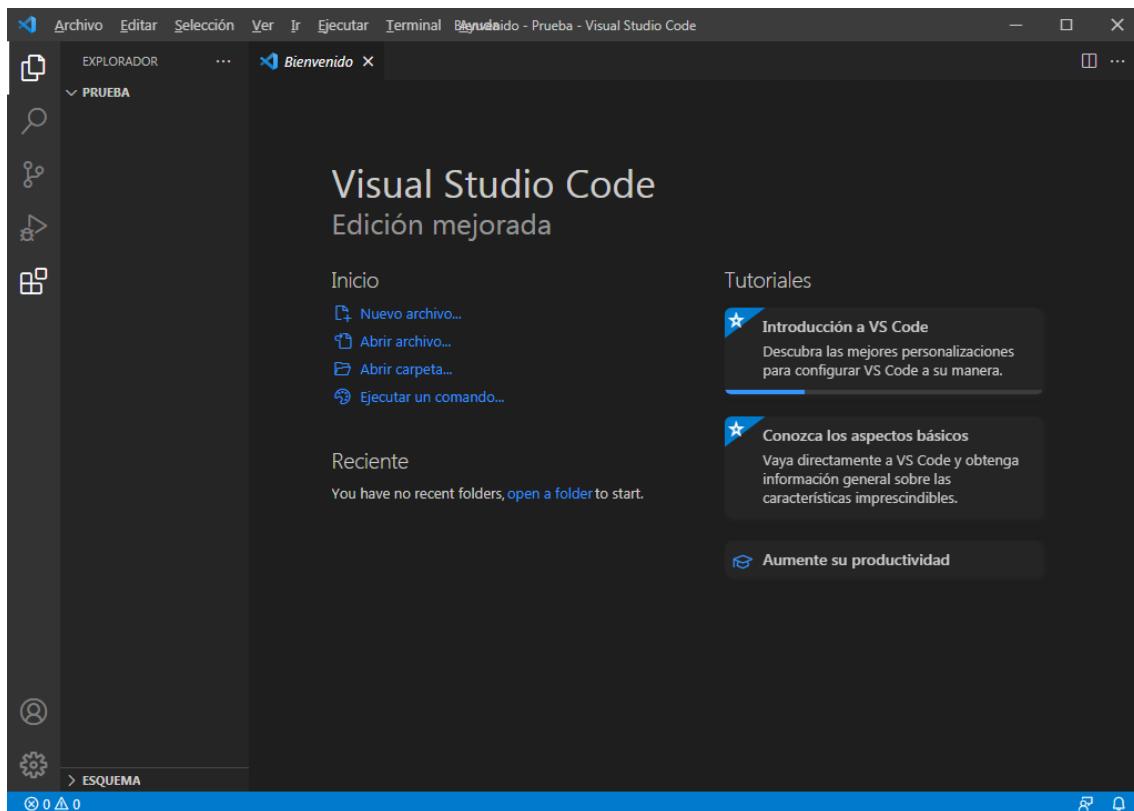 Archivo Editar Selección Ver Ir Ejecutar Terminal Ayuda Bienvenido - Prueba - Visual Studio Code
EXPLORADOR
Bienvenido
PRUEBA
Visual Studio Code
Edición mejorada
Inicio
Nuevo archivo...
Abrir archivo...
Abrir carpeta...
Ejecutar un comando...
Reciente
You have no recent folders, open a folder to start.
Tutoriales
Introducción a VS Code
Descubra las mejores personalizaciones
para configurar VS Code a su manera.
Conozca los aspectos básicos
Vaya directamente a VS Code y obtenga
información general sobre las
características imprescindibles.
Aumente su productividad
ESQUEMA
0 0